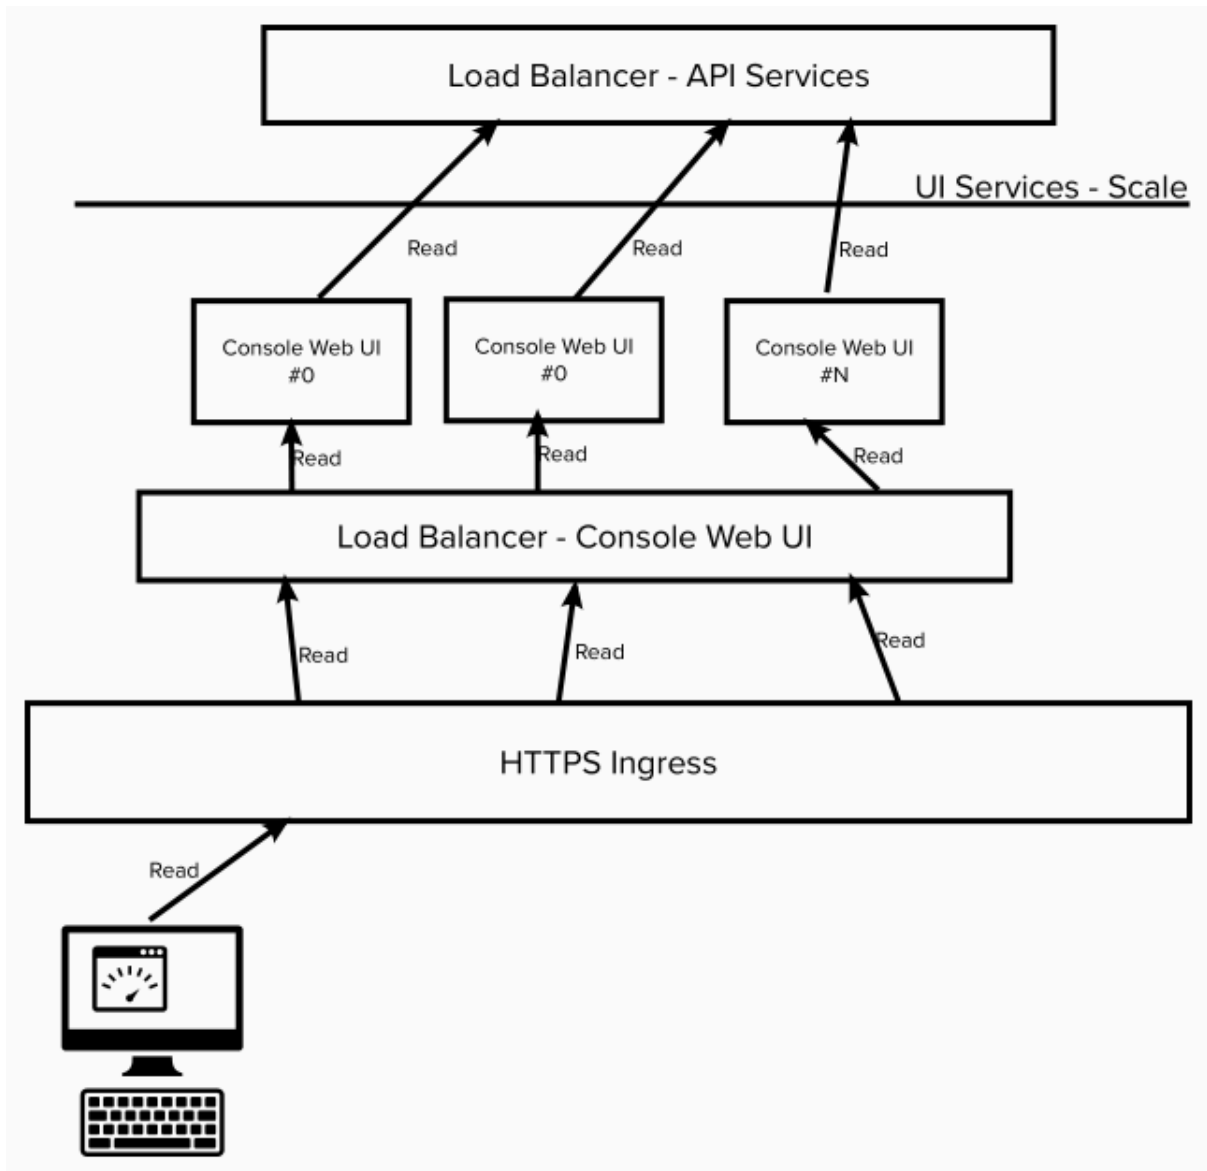 Load Balancer - API Services
UI Services - Scale
Read
Read
Read
Console Web UI
#0
Console Web UI
#0
Console Web UI
#N
Read
Read
Read
Load Balancer - Console Web UI
Read
Read
Read
HTTPS Ingress
Read